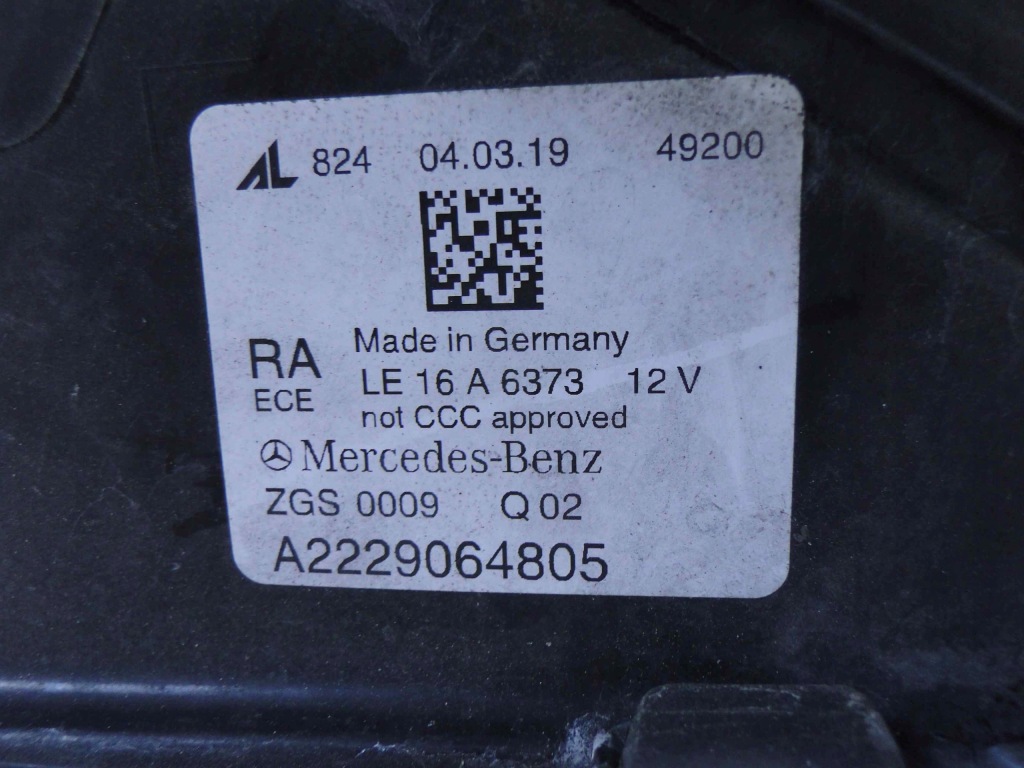 AL 824 04.03.19 49200
Made in Germany
RA LE 16 A 6373 12 V
ECE not CCC approved
Mercedes-Benz
ZGS 0009 Q 02
A2229064805